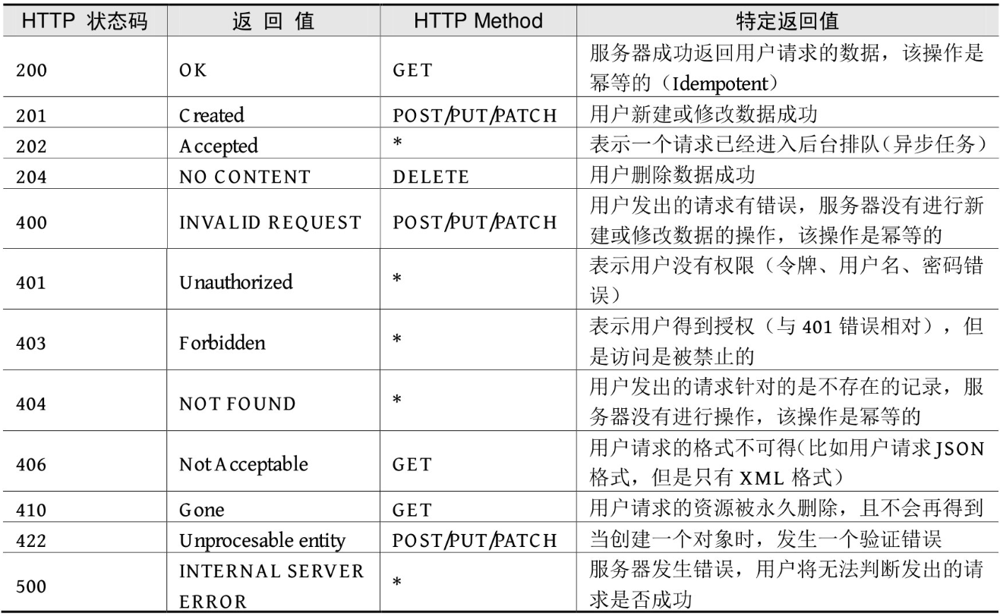 HTTP 状态码 返 回 值 HTTP Method 特定返回值
200 OK GET 服务器成功返回用户请求的数据，该操作是
幂等的（Idempotent）
201 Created POST/PUT/PATCH 用户新建或修改数据成功
202 Accepted * 表示一个请求已经进入后台排队（异步任务）
204 NO CONTENT DELETE 用户删除数据成功
400 INVALID REQUEST POST/PUT/PATCH 用户发出的请求有错误，服务器没有进行新
建或修改数据的操作，该操作是幂等的
401 Unauthorized * 表示用户没有权限（令牌、用户名、密码错
误）
403 Forbidden * 表示用户得到授权（与 401 错误相对），但
是访问是被禁止的
404 NOT FOUND * 用户发出的请求针对的是不存在的记录，服
务器没有进行操作，该操作是幂等的
406 Not Acceptable GET 用户请求的格式不可得（比如用户请求 JSON
格式，但是只有 XML 格式）
410 Gone GET 用户请求的资源被永久删除，且不会再得到
422 Unprocesable entity POST/PUT/PATCH 当创建一个对象时，发生一个验证错误
500 INTERNAL SERVER * 服务器发生错误，用户将无法判断发出的请
ERROR 求是否成功